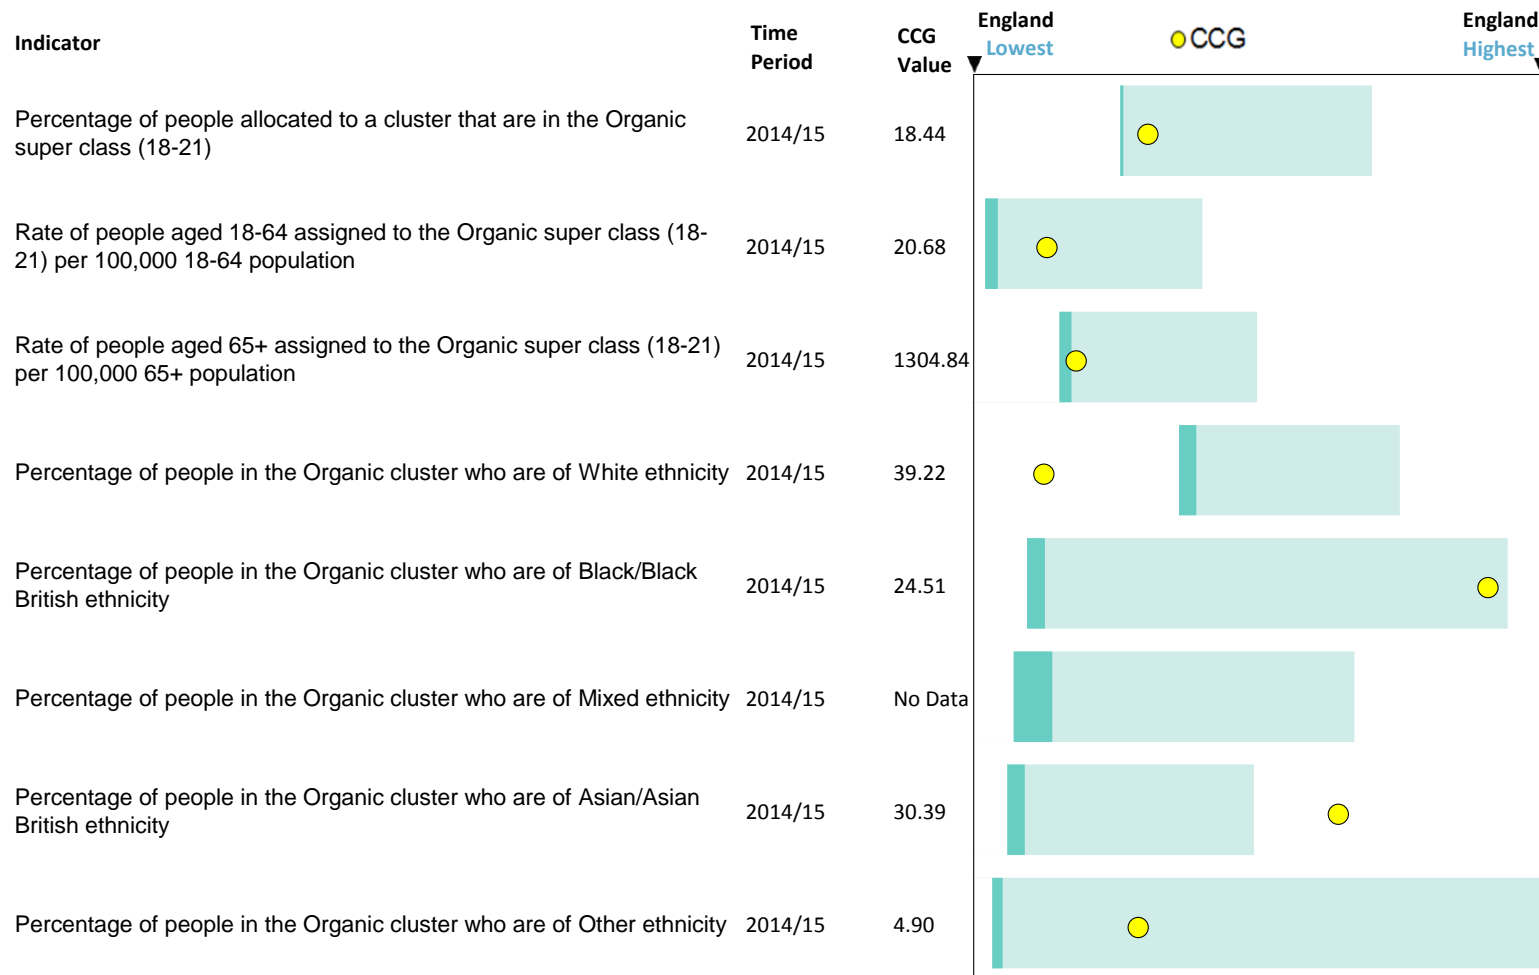 Indicator
Time
Period
CCG
Value
England
Lowest
CCG
England
Highest
Percentage of people allocated to a cluster that are in the Organic
super class (18-21)
2014/15
18.44
Rate of people aged 18-64 assigned to the Organic super class (18-
21) per 100,000 18-64 population
2014/15
20.68
Rate of people aged 65+ assigned to the Organic super class (18-21)
per 100,000 65+ population
2014/15
1304.84
Percentage of people in the Organic cluster who are of White ethnicity
2014/15
39.22
Percentage of people in the Organic cluster who are of Black/Black
British ethnicity
2014/15
24.51
Percentage of people in the Organic cluster who are of Mixed ethnicity
2014/15
No Data
Percentage of people in the Organic cluster who are of Asian/Asian
British ethnicity
2014/15
30.39
Percentage of people in the Organic cluster who are of Other ethnicity
2014/15
4.90